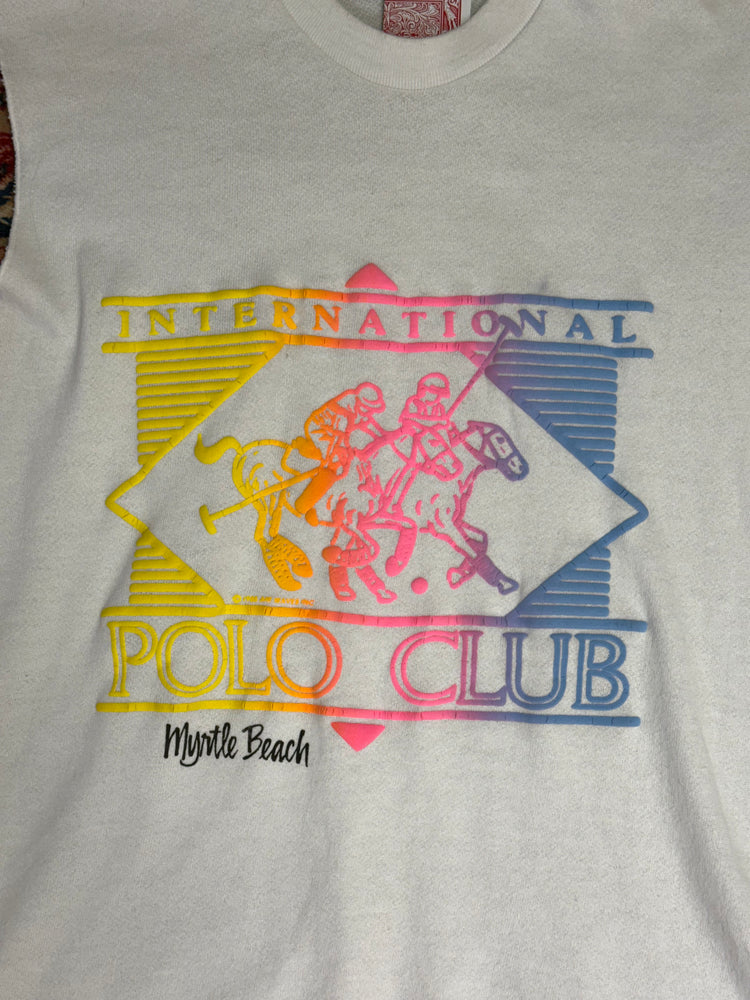 INTERNATIONAL
POLO CLUB
Myrtle Beach